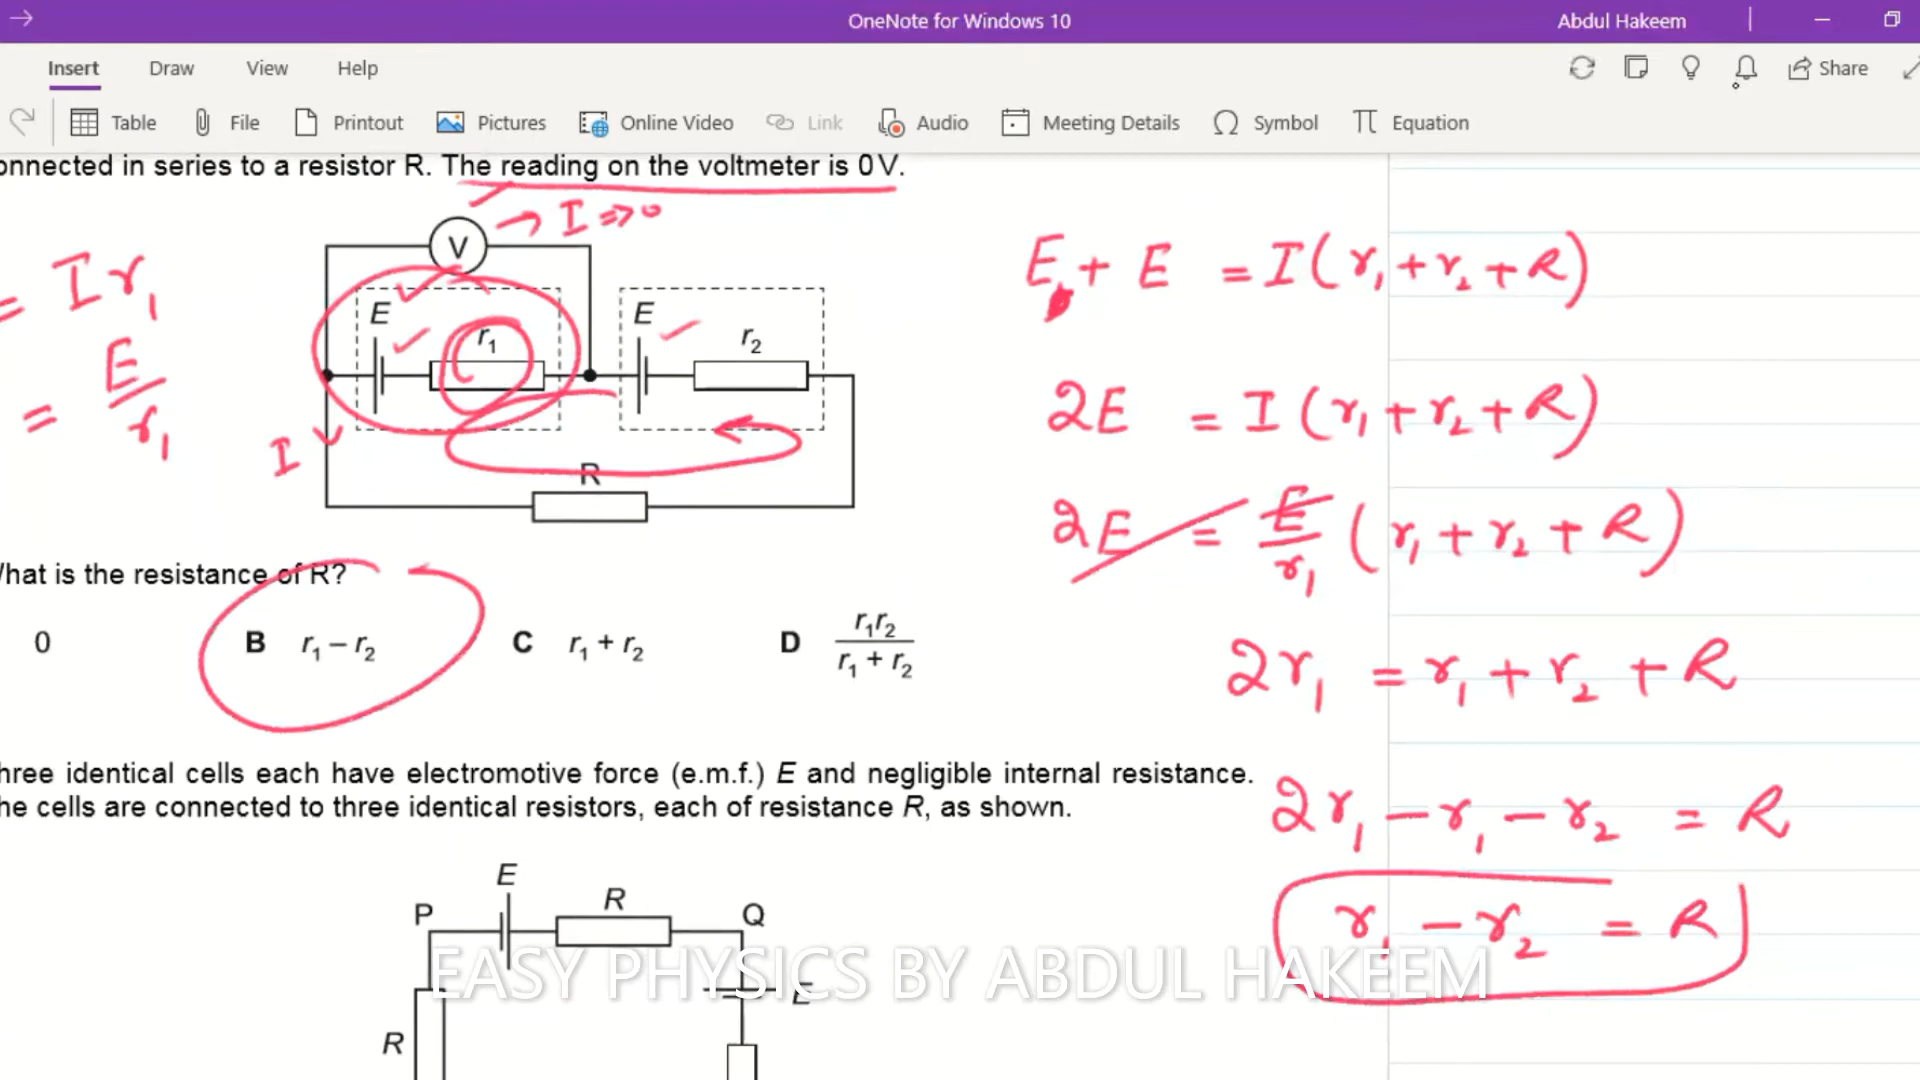 OneNote for Windows 10
Abdul Hakeem
Insert Draw View Help
Share
Table File Printout Pictures Online Video Link Audio Meeting Details Symbol Equation
onnected in series to a resistor R. The reading on the voltmeter is 0V.
V
→ I => 0
= I r₁
= E/r₁
E
r₁
E
r₂
I
R
E + E = I(r₁ + r₂ + R)
2E = I(r₁ + r₂ + R)
2E = E/r₁ (r₁ + r₂ + R)
2r₁ = r₁ + r₂ + R
2r₁ - r₁ - r₂ = R
r₁ - r₂ = R
hat is the resistance of R?
0 B r₁ – r₂ C r₁ + r₂ D r₁r₂/(r₁ + r₂)
hree identical cells each have electromotive force (e.m.f.) E and negligible internal resistance.
he cells are connected to three identical resistors, each of resistance R, as shown.
E
P
R
Q
EASY PHYSICS BY ABDUL HAKEEM
E
R